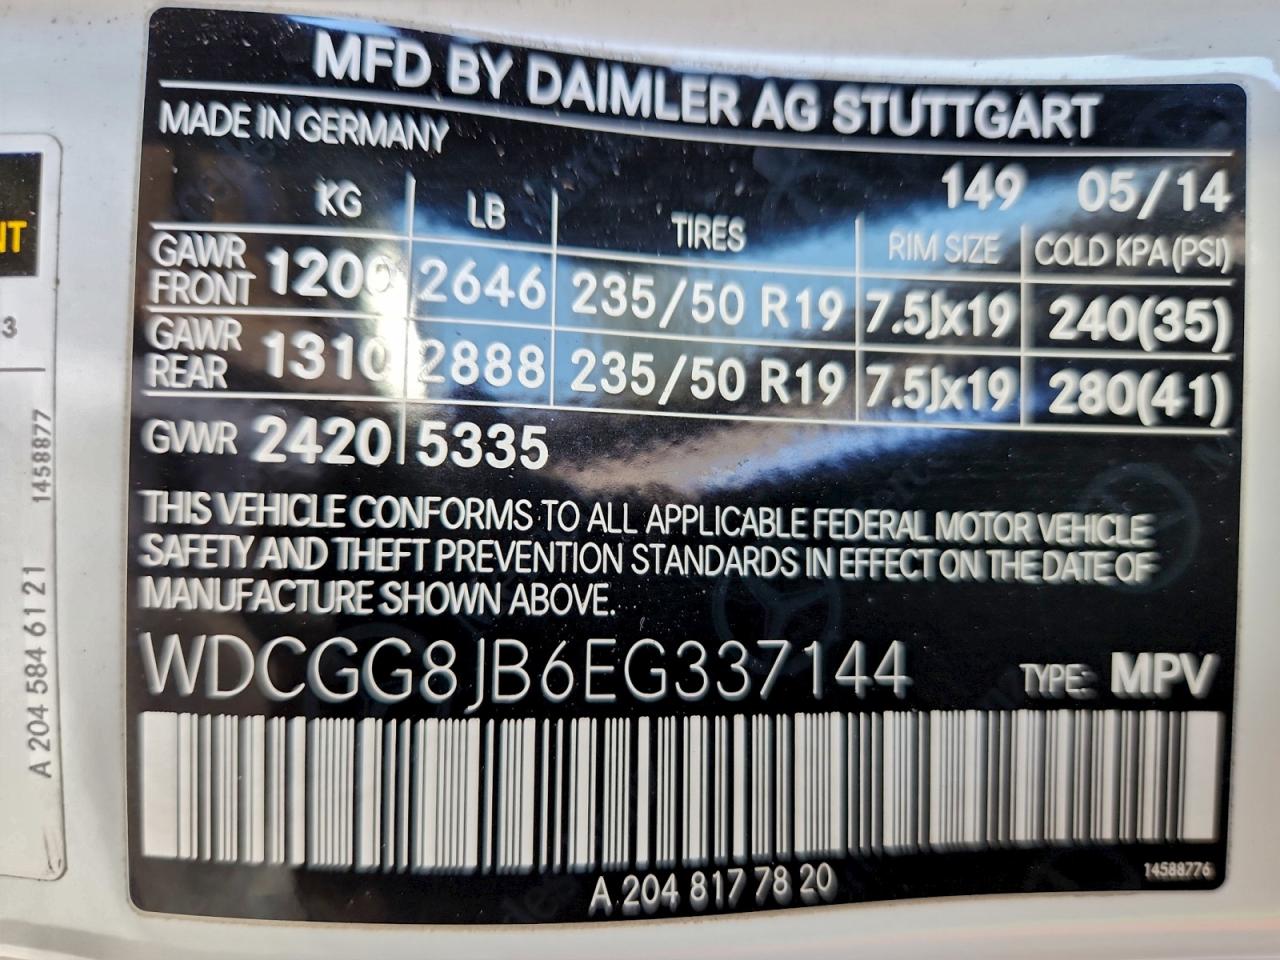 MFD BY DAIMLER AG STUTTGART
MADE IN GERMANY
149 05/14
KG LB TIRES RIM SIZE COLD KPA (PSI)
GAWR FRONT 1200 2646 235/50 R19 7.5Jx19 240(35)
GAWR REAR 1310 2888 235/50 R19 7.5Jx19 280(41)
GVWR 2420 5335
THIS VEHICLE CONFORMS TO ALL APPLICABLE FEDERAL MOTOR VEHICLE
SAFETY AND THEFT PREVENTION STANDARDS IN EFFECT ON THE DATE OF
MANUFACTURE SHOWN ABOVE.
WDCGG8JB6EG337144 TYPE: MPV
A 204 817 78 20
14588776
NT
3
A 204 584 61 21 1458877